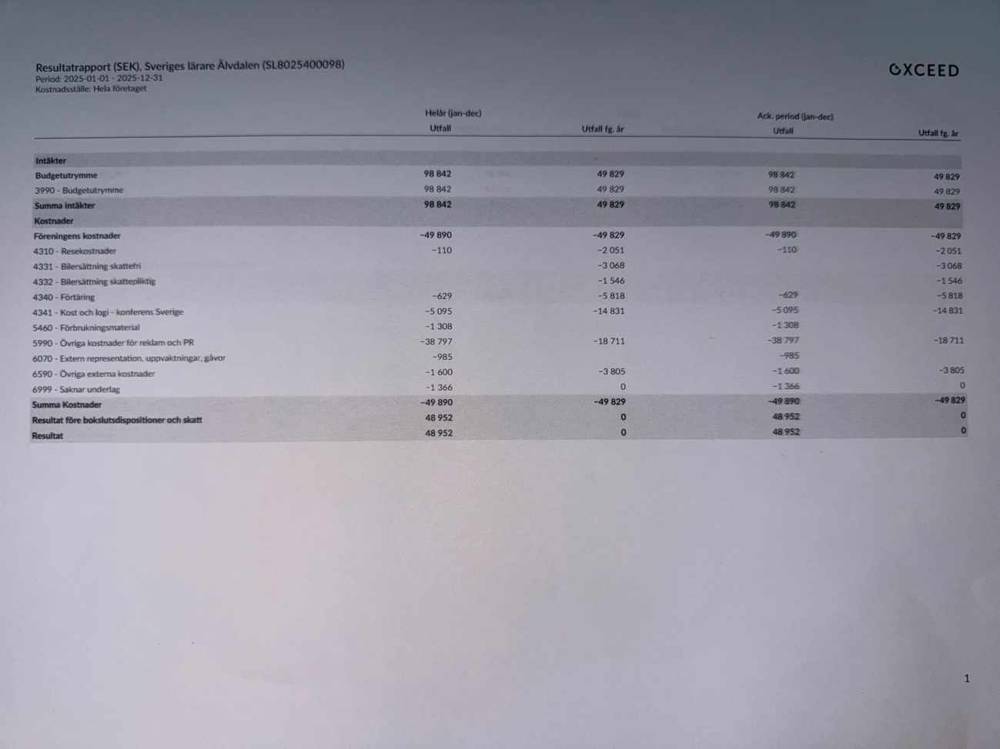 Resultatrapport (SEK), Sveriges lärare Älvdalen (SL8025400098)
OXCEED
Period: 2025-01-01 - 2025-12-31
Kostnadsställe: Hela företaget
Helår (jan-dec) Ack. period (jan-dec)
Utfall Utfall fg. år Utfall Utfall fg. år
Intäkter
Budgetutrymme 98 842 49 829 98 842 49 829
3990 - Budgetutrymme 98 842 49 829 98 842 49 829
Summa intäkter 98 842 49 829 98 842 49 829
Kostnader
Föreningens kostnader -49 890 -49 829 -49 890 -49 829
4310 - Resekostnader -110 -2 051 -110 -2 051
4331 - Bilersättning skattefri -3 068 -3 068
4332 - Bilersättning skattepliktig -1 546 -1 546
4340 - Förtäring -629 -5 818 -629 -5 818
4341 - Kost och logi - konferens Sverige -5 095 -14 831 -5 095 -14 831
5460 - Förbrukningsmaterial -1 308 -1 308
5990 - Övriga kostnader för reklam och PR -38 797 -18 711 -38 797 -18 711
6070 - Extern representation, uppvaktningar, gåvor -985 -985
6590 - Övriga externa kostnader -1 600 -3 805 -1 600 -3 805
6999 - Saknar underlag -1 366 0 -1 366 0
Summa Kostnader -49 890 -49 829 -49 890 -49 829
Resultat före bokslutsdispositioner och skatt 48 952 0 48 952 0
Resultat 48 952 0 48 952 0
1